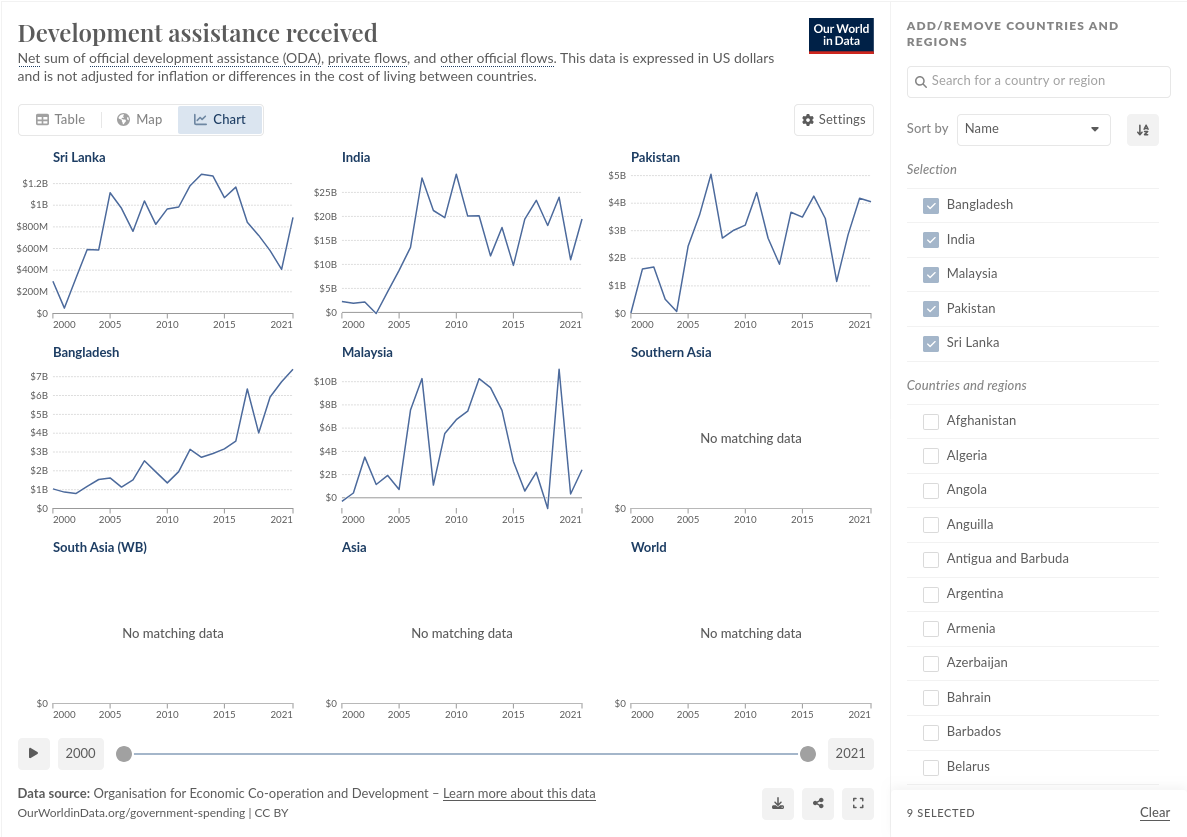 Development assistance received
Net sum of official development assistance (ODA), private flows, and other official flows. This data is expressed in US dollars
and is not adjusted for inflation or differences in the cost of living between countries.
Our World
in Data
Table
Map
Chart
Settings
Sri Lanka
$1.2B
$1B
$800M
$600M
$400M
$200M
$0
2000 2005 2010 2015 2021
India
$25B
$20B
$15B
$10B
$5B
$0
2000 2005 2010 2015 2021
Pakistan
$5B
$4B
$3B
$2B
$1B
$0
2000 2005 2010 2015 2021
Bangladesh
$7B
$6B
$5B
$4B
$3B
$2B
$1B
$0
2000 2005 2010 2015 2021
Malaysia
$10B
$8B
$6B
$4B
$2B
$0
2000 2005 2010 2015 2021
Southern Asia
No matching data
$0
2000 2005 2010 2015 2021
South Asia (WB)
No matching data
$0
2000 2005 2010 2015 2021
Asia
No matching data
$0
2000 2005 2010 2015 2021
World
No matching data
$0
2000 2005 2010 2015 2021
2000
2021
Data source: Organisation for Economic Co-operation and Development – Learn more about this data
OurWorldinData.org/government-spending | CC BY
ADD/REMOVE COUNTRIES AND
REGIONS
Search for a country or region
Sort by Name
Selection
Bangladesh
India
Malaysia
Pakistan
Sri Lanka
Countries and regions
Afghanistan
Algeria
Angola
Anguilla
Antigua and Barbuda
Argentina
Armenia
Azerbaijan
Bahrain
Barbados
Belarus
9 SELECTED
Clear